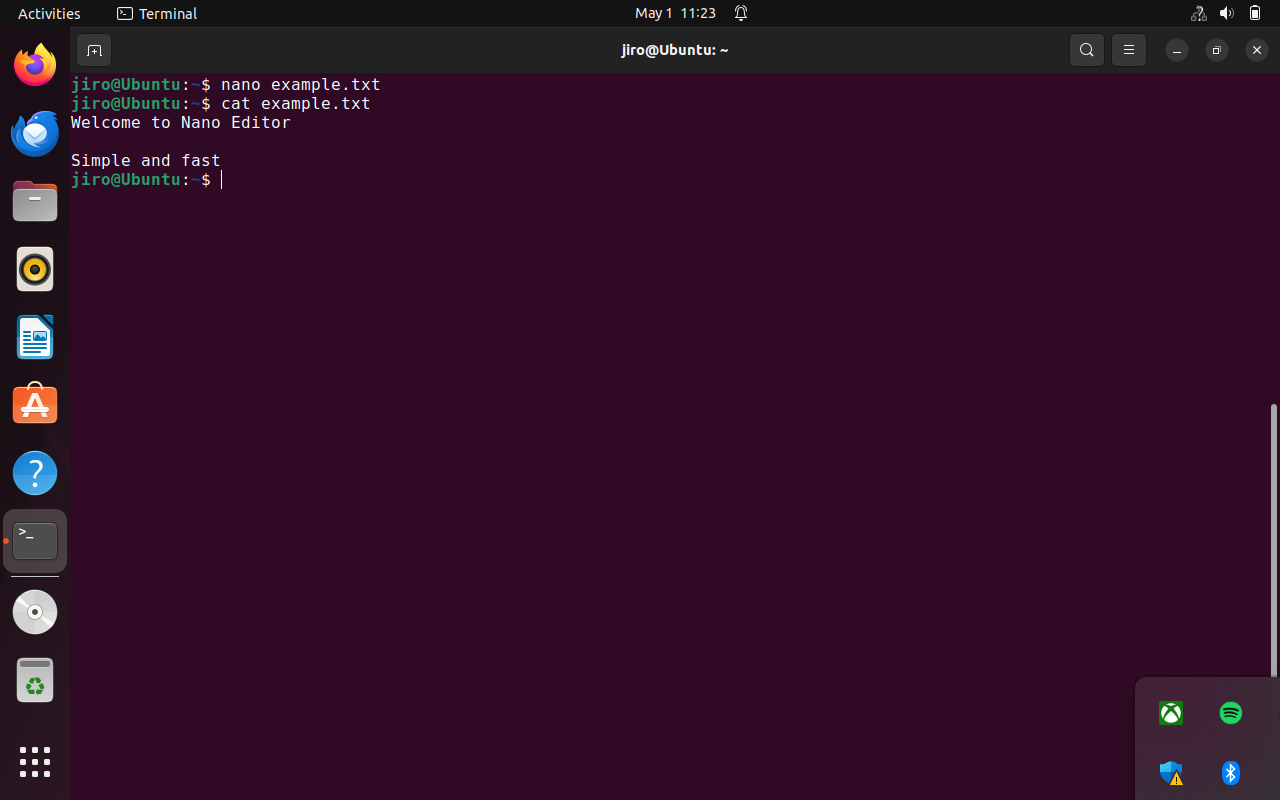 Activities
Terminal
May 1 11:23
jiro@Ubuntu: ~
jiro@Ubuntu:~$ nano example.txt
jiro@Ubuntu:~$ cat example.txt
Welcome to Nano Editor
Simple and fast
jiro@Ubuntu:~$